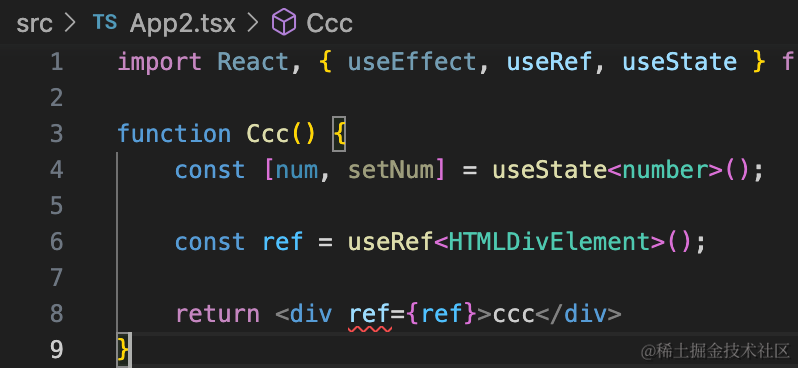 src > TS App2.tsx > Ccc
1 import React, { useEffect, useRef, useState } f
2
3 function Ccc() {
4 const [num, setNum] = useState<number>();
5
6 const ref = useRef<HTMLDivElement>();
7
8 return <div ref={ref}>ccc</div>
9 }
@稀土掘金技术社区